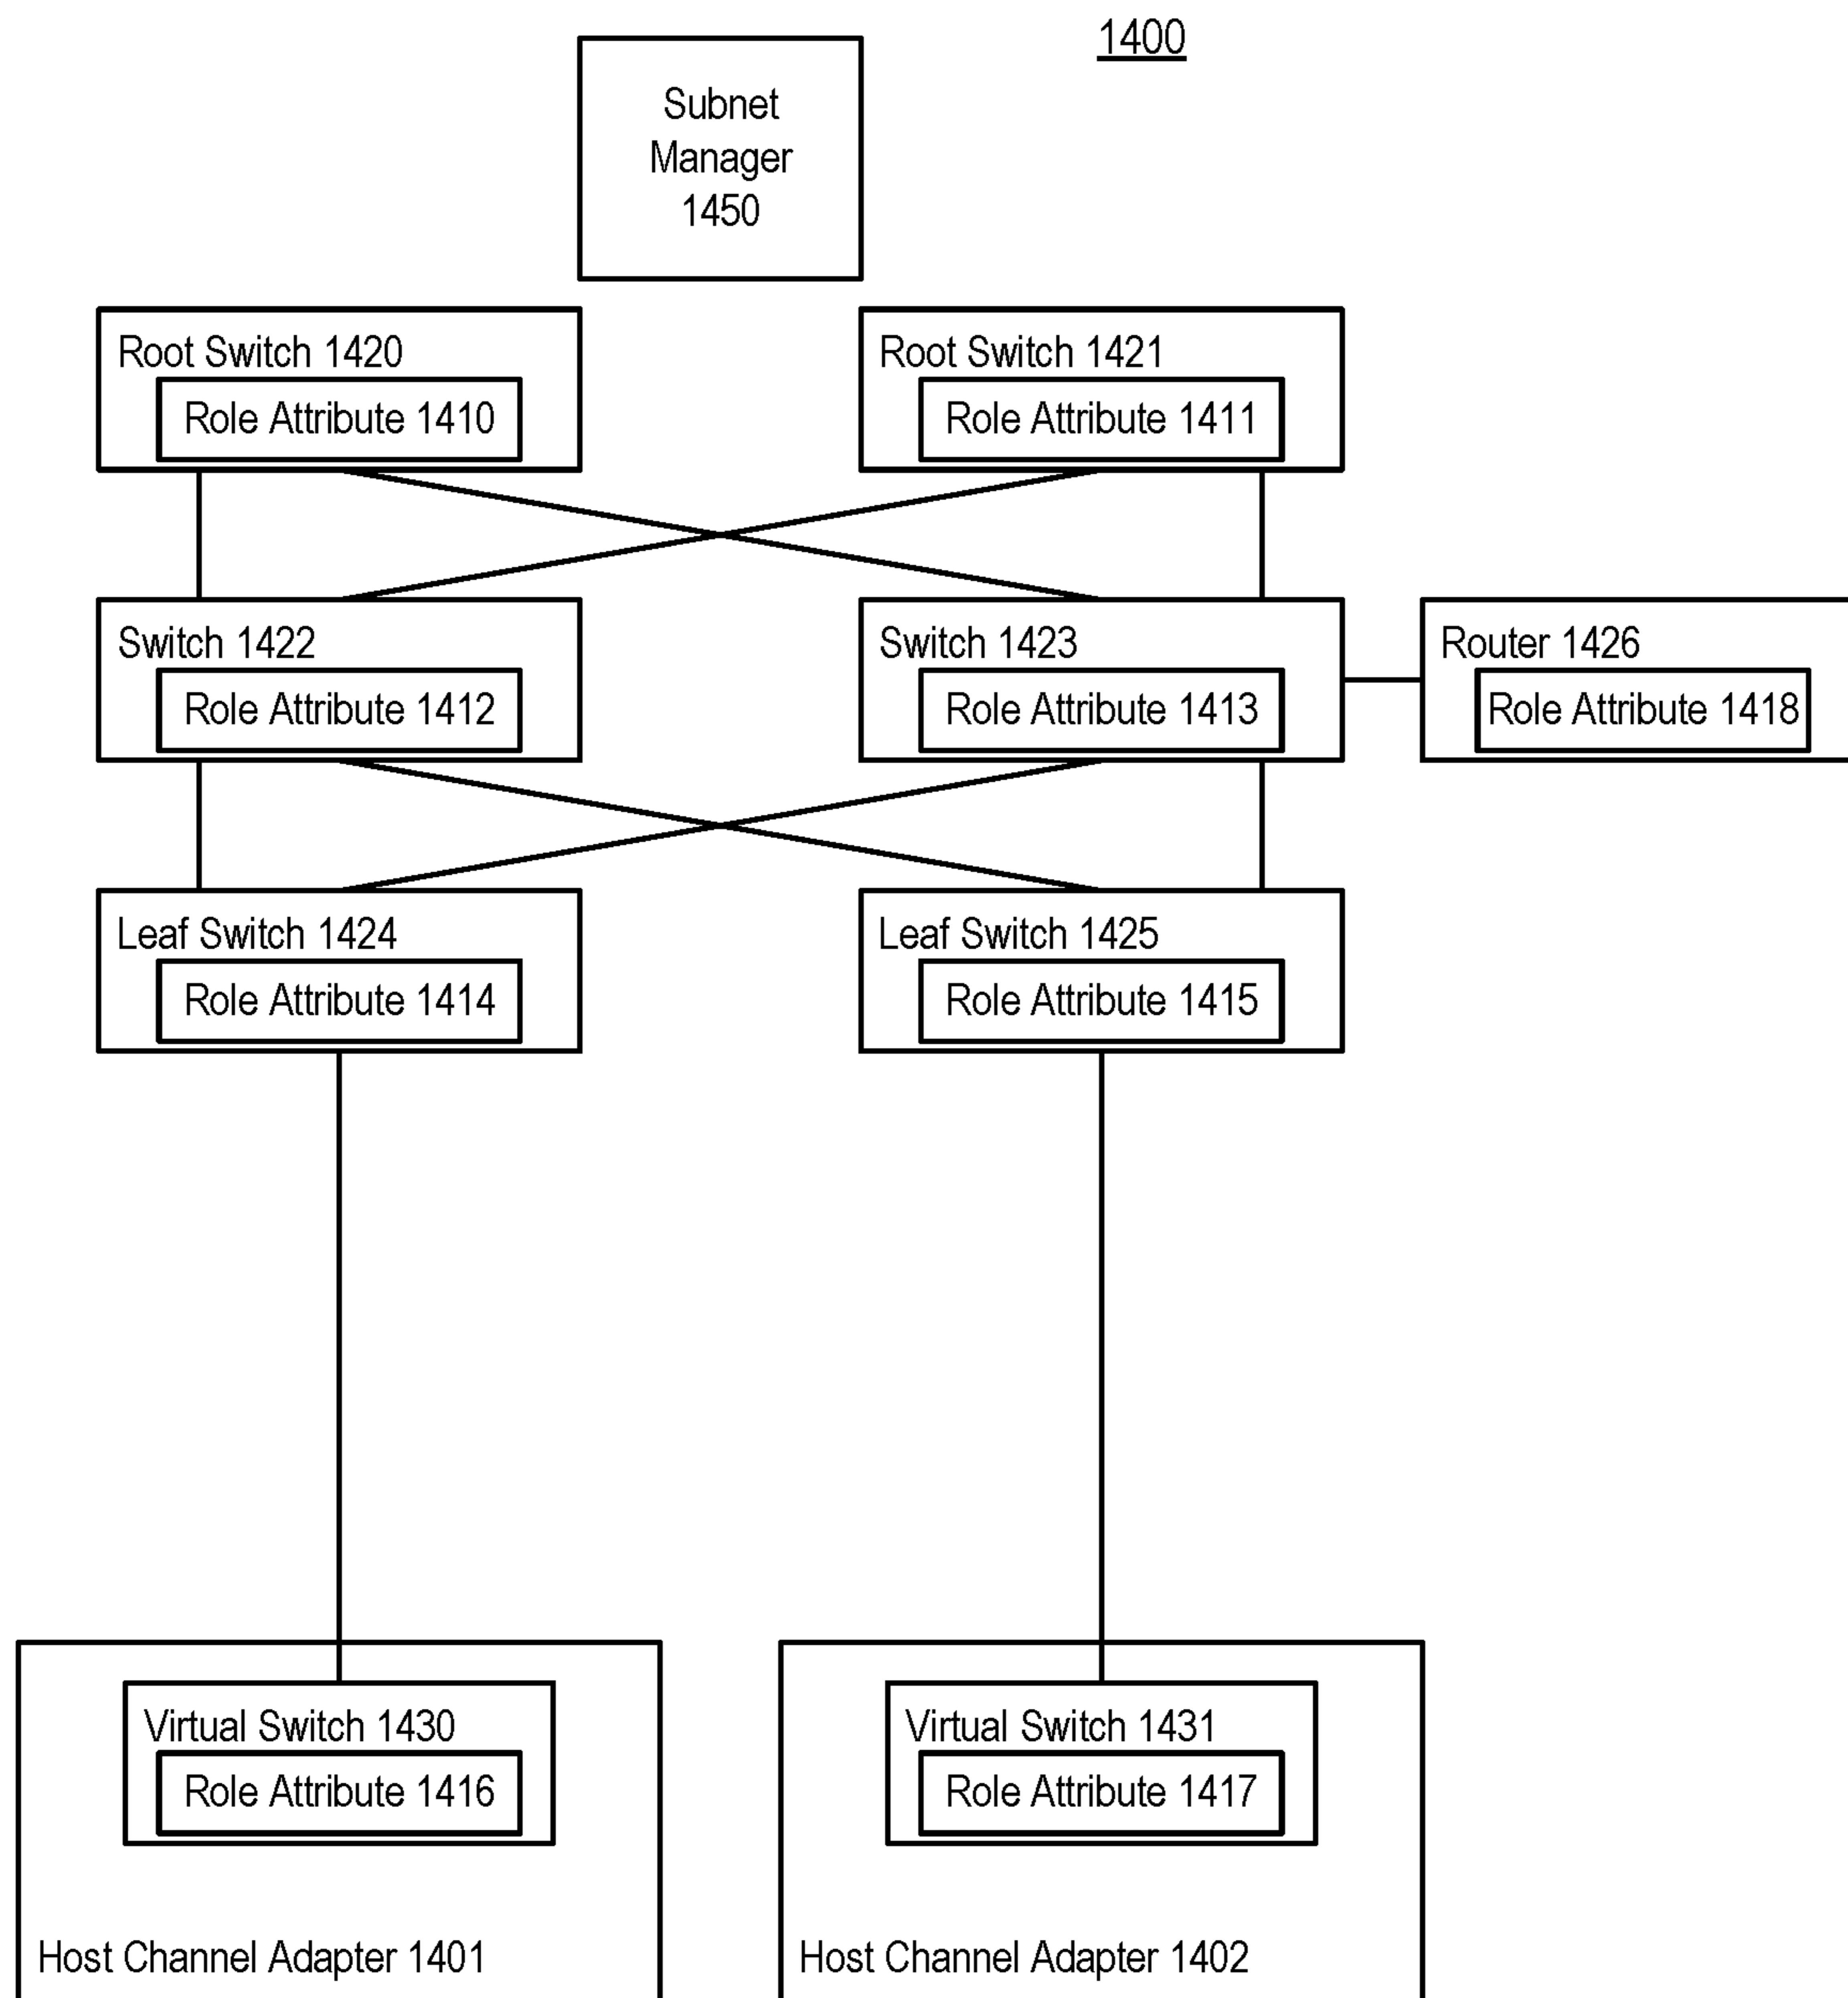 1400
Subnet
Manager
1450
Root Switch 1420
Role Attribute 1410
Root Switch 1421
Role Attribute 1411
Switch 1422
Role Attribute 1412
Switch 1423
Role Attribute 1413
Router 1426
Role Attribute 1418
Leaf Switch 1424
Role Attribute 1414
Leaf Switch 1425
Role Attribute 1415
Virtual Switch 1430
Role Attribute 1416
Host Channel Adapter 1401
Virtual Switch 1431
Role Attribute 1417
Host Channel Adapter 1402